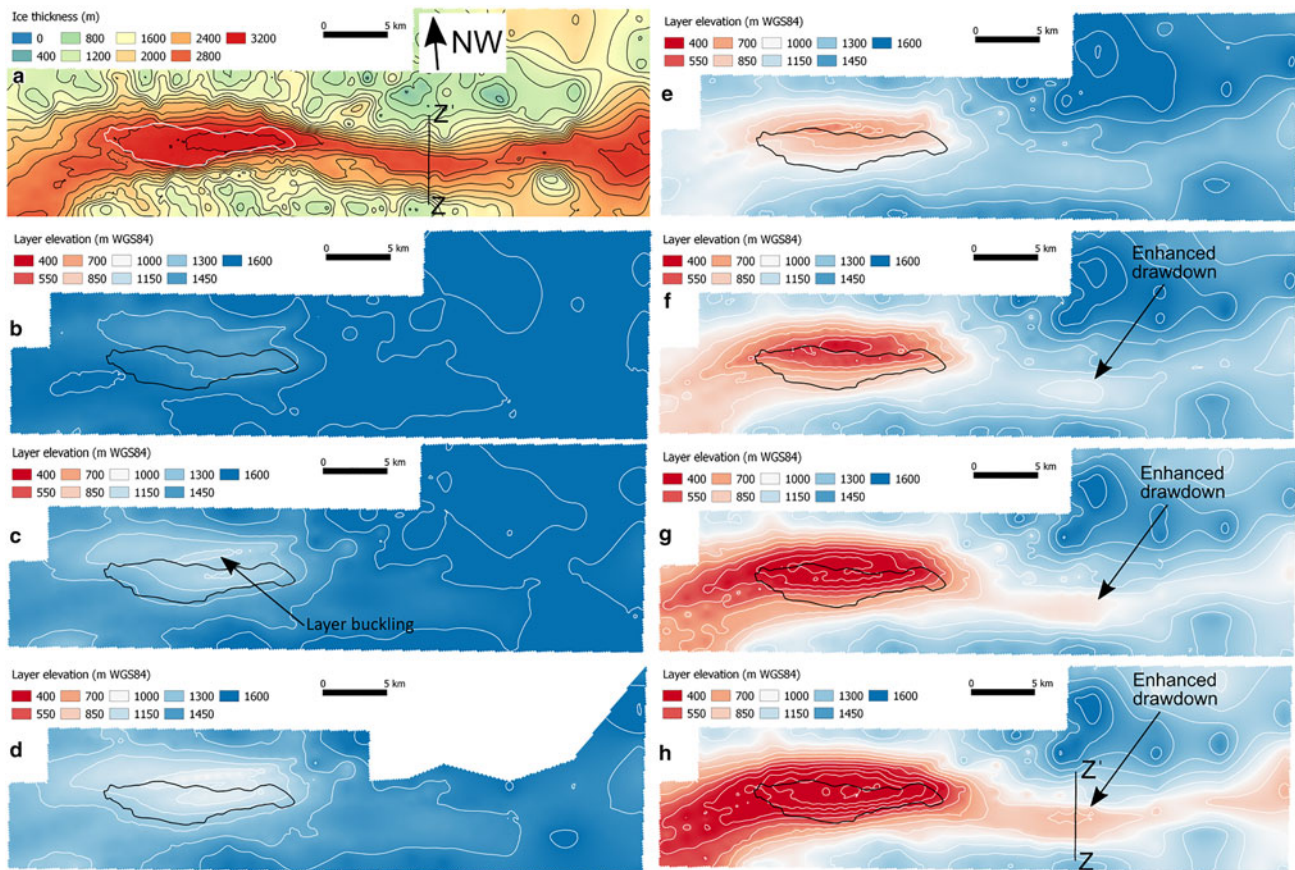 Ice thickness (m)
0 800 1600 2400 3200
400 1200 2000 2800
0 5 km
NW
a
Z'
Z
Layer elevation (m WGS84)
400 700 1000 1300 1600
550 850 1150 1450
0 5 km
b
Layer elevation (m WGS84)
400 700 1000 1300 1600
550 850 1150 1450
0 5 km
c
Layer buckling
Layer elevation (m WGS84)
400 700 1000 1300 1600
550 850 1150 1450
0 5 km
d
Layer elevation (m WGS84)
400 700 1000 1300 1600
550 850 1150 1450
0 5 km
e
Layer elevation (m WGS84)
400 700 1000 1300 1600
550 850 1150 1450
0 5 km
Enhanced
drawdown
f
Layer elevation (m WGS84)
400 700 1000 1300 1600
550 850 1150 1450
0 5 km
Enhanced
drawdown
g
Layer elevation (m WGS84)
400 700 1000 1300 1600
550 850 1150 1450
0 5 km
Enhanced
drawdown
h
Z'
Z